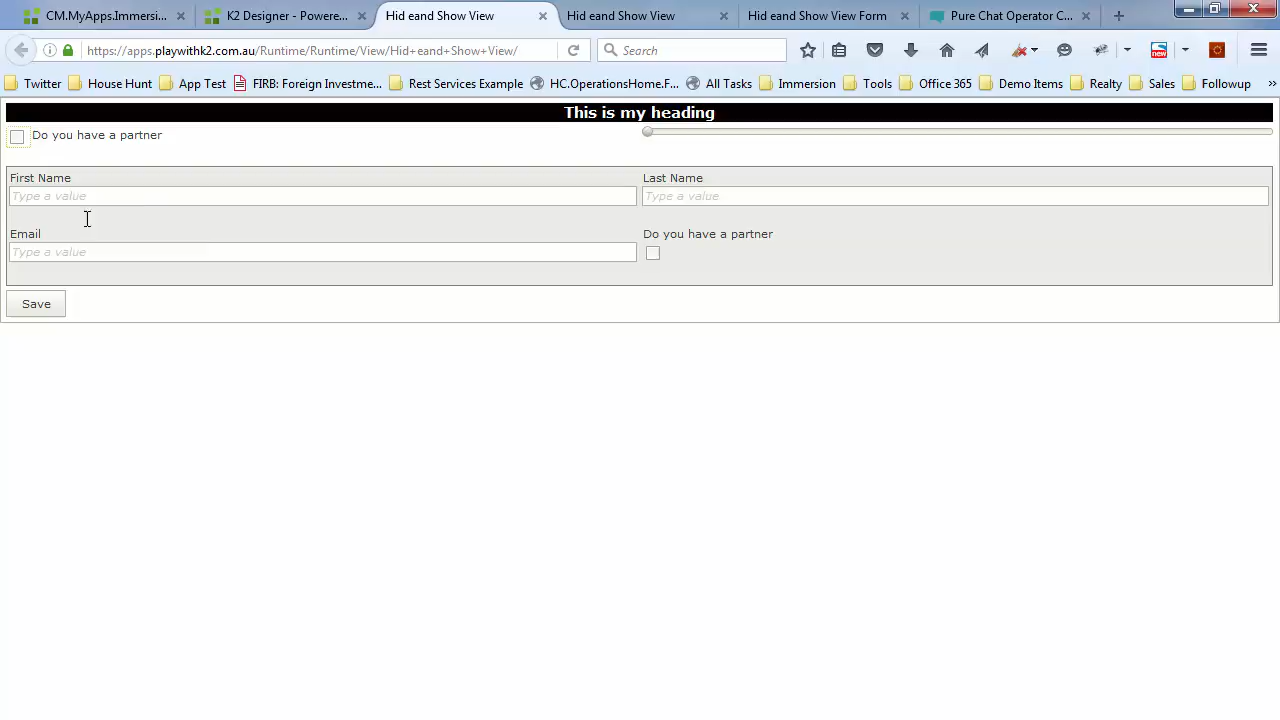 CM.MyApps.Immersi...
K2 Designer - Powere...
Hid eand Show View
Hid eand Show View
Hid eand Show View Form
Pure Chat Operator C...
https://apps.playwithk2.com.au/Runtime/Runtime/View/Hid+eand+Show+View/
Search
new
Twitter
House Hunt
App Test
FIRB: Foreign Investme...
Rest Services Example
HC.OperationsHome.F...
All Tasks
Immersion
Tools
Office 365
Demo Items
Realty
Sales
Followup
This is my heading
Do you have a partner
First Name
Last Name
Type a value
Type a value
Email
Do you have a partner
Type a value
Save